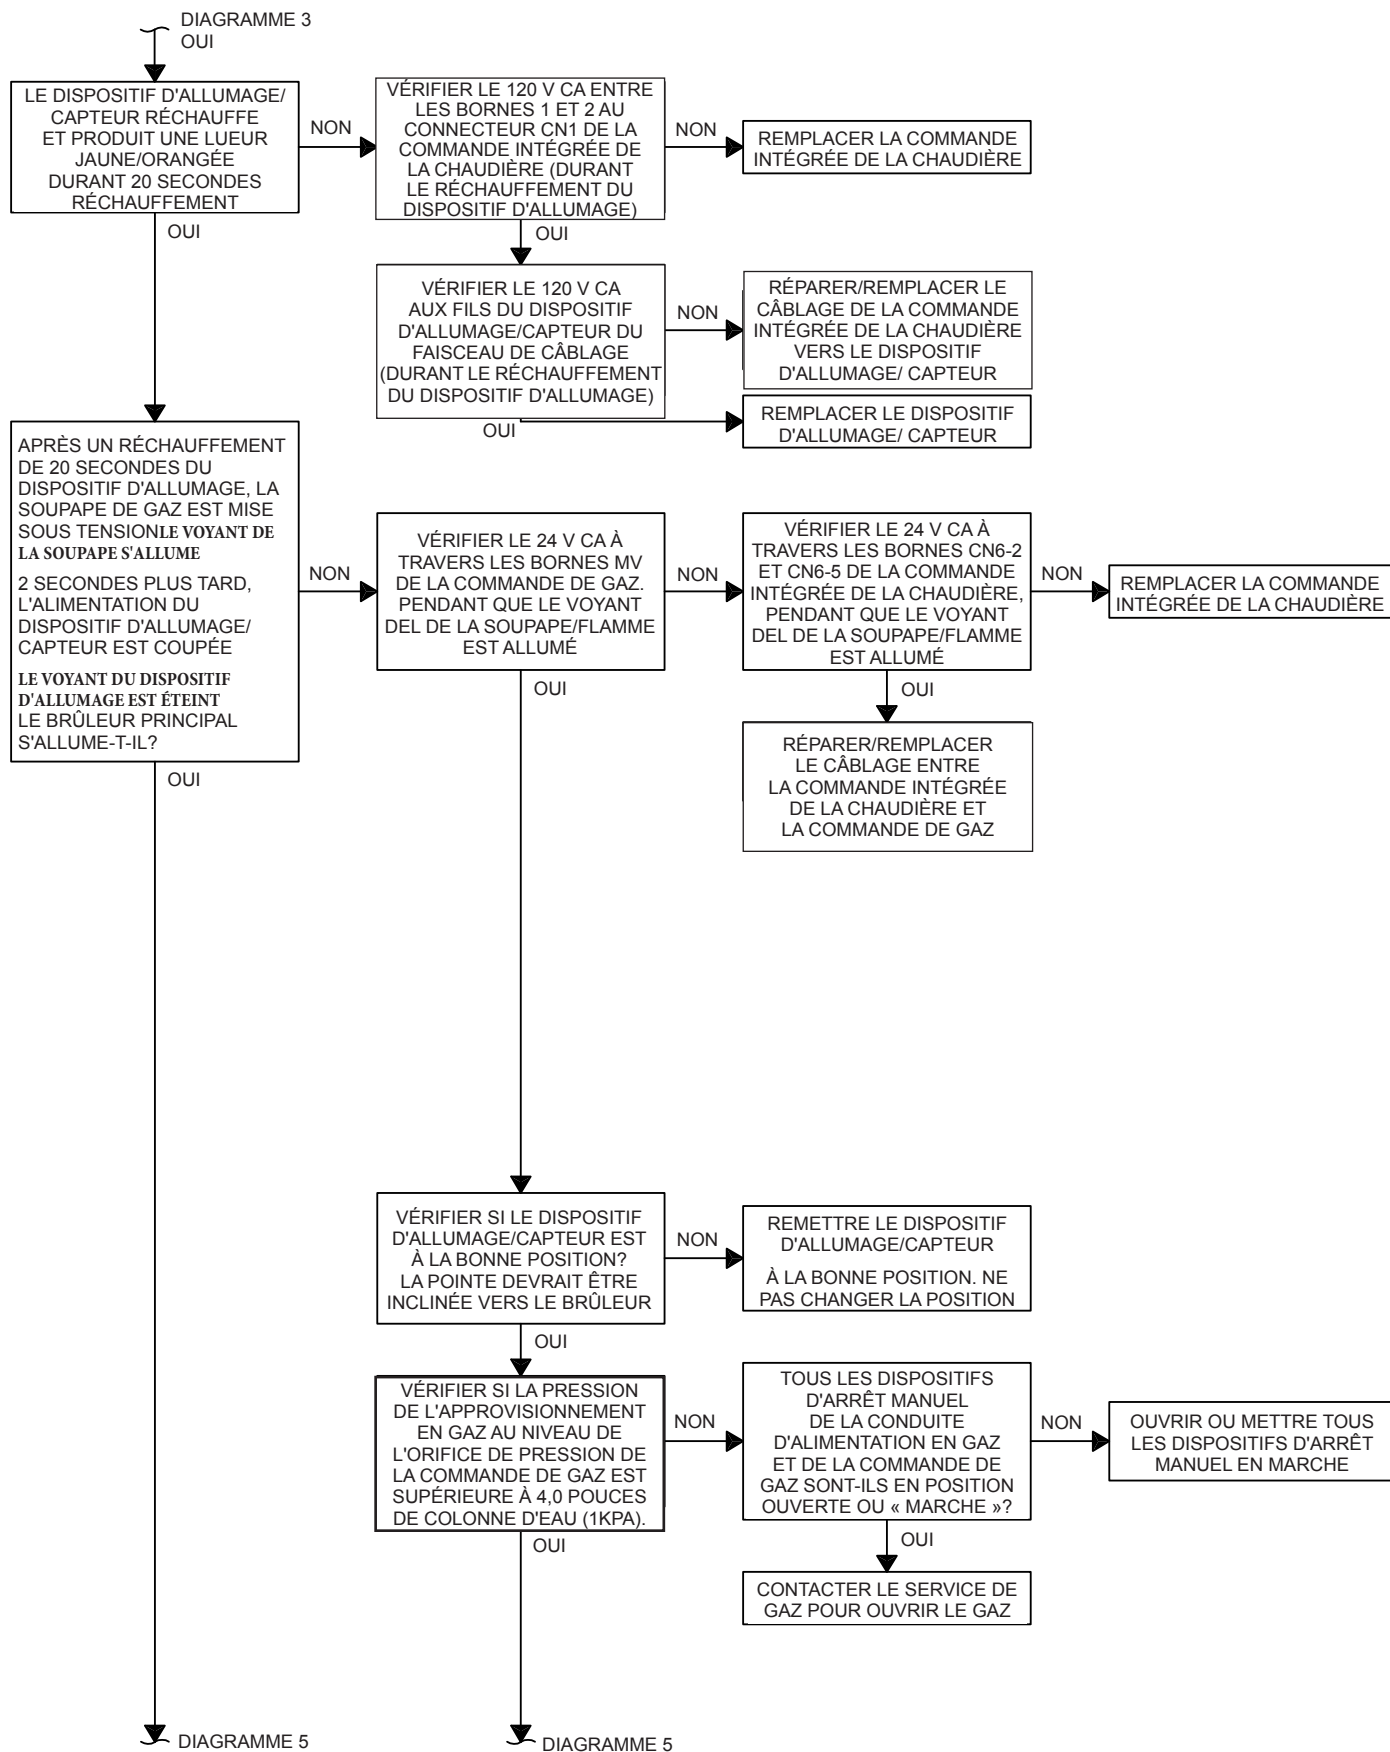 DIAGRAMME 3
OUI
LE DISPOSITIF D'ALLUMAGE/
CAPTEUR RÉCHAUFFE
ET PRODUIT UNE LUEUR
JAUNE/ORANGÉE
DURANT 20 SECONDES
RÉCHAUFFEMENT
NON
VÉRIFIER LE 120 V CA ENTRE
LES BORNES 1 ET 2 AU
CONNECTEUR CN1 DE LA
COMMANDE INTÉGRÉE DE
LA CHAUDIÈRE (DURANT
LE RÉCHAUFFEMENT DU
DISPOSITIF D'ALLUMAGE)
NON
REMPLACER LA COMMANDE
INTÉGRÉE DE LA CHAUDIÈRE
OUI
OUI
VÉRIFIER LE 120 V CA
AUX FILS DU DISPOSITIF
D'ALLUMAGE/CAPTEUR DU
FAISCEAU DE CÂBLAGE
(DURANT LE RÉCHAUFFEMENT
DU DISPOSITIF D'ALLUMAGE)
NON
RÉPARER/REMPLACER LE
CÂBLAGE DE LA COMMANDE
INTÉGRÉE DE LA CHAUDIÈRE
VERS LE DISPOSITIF
D'ALLUMAGE/ CAPTEUR
OUI
REMPLACER LE DISPOSITIF
D'ALLUMAGE/ CAPTEUR
APRÈS UN RÉCHAUFFEMENT
DE 20 SECONDES DU
DISPOSITIF D'ALLUMAGE, LA
SOUPAPE DE GAZ EST MISE
SOUS TENSIONLE VOYANT DE
LA SOUPAPE S'ALLUME
2 SECONDES PLUS TARD,
L'ALIMENTATION DU
DISPOSITIF D'ALLUMAGE/
CAPTEUR EST COUPÉE
LE VOYANT DU DISPOSITIF
D'ALLUMAGE EST ÉTEINT
LE BRÛLEUR PRINCIPAL
S'ALLUME-T-IL?
NON
VÉRIFIER LE 24 V CA À
TRAVERS LES BORNES MV
DE LA COMMANDE DE GAZ.
PENDANT QUE LE VOYANT
DEL DE LA SOUPAPE/FLAMME
EST ALLUMÉ
NON
VÉRIFIER LE 24 V CA À
TRAVERS LES BORNES CN6-2
ET CN6-5 DE LA COMMANDE
INTÉGRÉE DE LA CHAUDIÈRE,
PENDANT QUE LE VOYANT
DEL DE LA SOUPAPE/FLAMME
EST ALLUMÉ
NON
REMPLACER LA COMMANDE
INTÉGRÉE DE LA CHAUDIÈRE
OUI
OUI
OUI
RÉPARER/REMPLACER
LE CÂBLAGE ENTRE
LA COMMANDE INTÉGRÉE
DE LA CHAUDIÈRE ET
LA COMMANDE DE GAZ
VÉRIFIER SI LE DISPOSITIF
D'ALLUMAGE/CAPTEUR EST
À LA BONNE POSITION?
LA POINTE DEVRAIT ÊTRE
INCLINÉE VERS LE BRÛLEUR
NON
REMETTRE LE DISPOSITIF
D'ALLUMAGE/CAPTEUR
À LA BONNE POSITION. NE
PAS CHANGER LA POSITION
OUI
VÉRIFIER SI LA PRESSION
DE L'APPROVISIONNEMENT
EN GAZ AU NIVEAU DE
L'ORIFICE DE PRESSION DE
LA COMMANDE DE GAZ EST
SUPÉRIEURE À 4,0 POUCES
DE COLONNE D'EAU (1KPA).
NON
TOUS LES DISPOSITIFS
D'ARRÊT MANUEL
DE LA CONDUITE
D'ALIMENTATION EN GAZ
ET DE LA COMMANDE DE
GAZ SONT-ILS EN POSITION
OUVERTE OU « MARCHE »?
NON
OUVRIR OU METTRE TOUS
LES DISPOSITIFS D'ARRÊT
MANUEL EN MARCHE
OUI
OUI
CONTACTER LE SERVICE DE
GAZ POUR OUVRIR LE GAZ
DIAGRAMME 5
DIAGRAMME 5